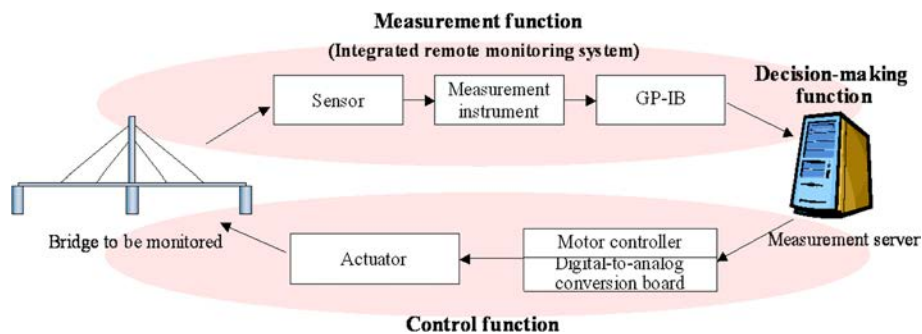 Measurement function
(Integrated remote monitoring system)
Decision-making
function
Sensor
Measurement
instrument
GP-IB
Bridge to be monitored
Measurement server
Motor controller
Digital-to-analog
conversion board
Actuator
Control function